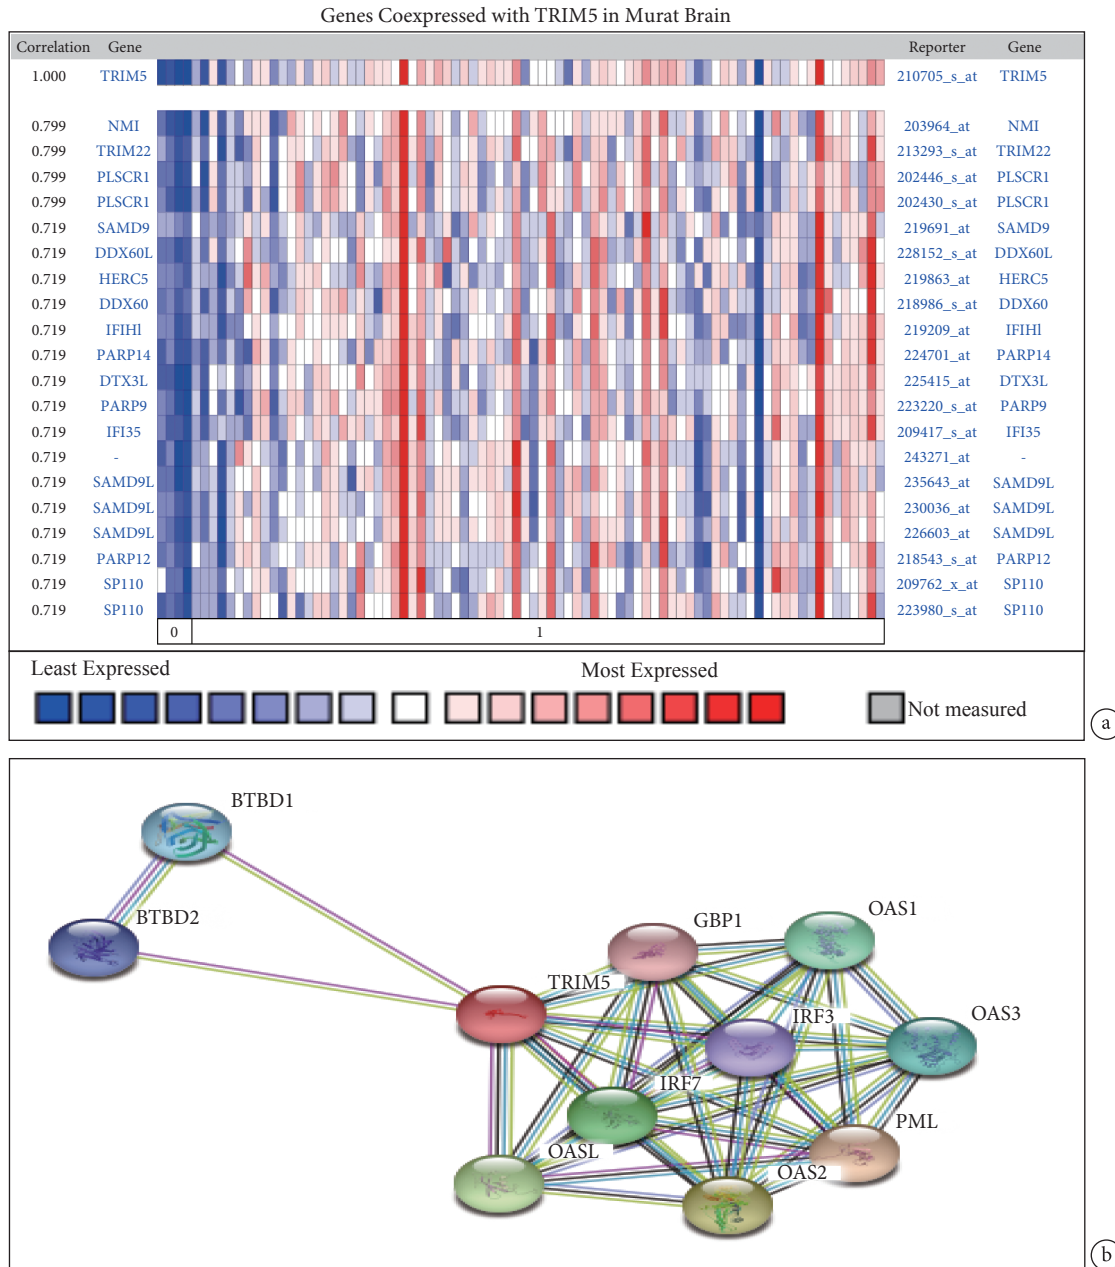 Genes Coexpressed with TRIM5 in Murat Brain
Correlation Gene Reporter Gene
1.000 TRIM5 210705_s_at TRIM5
0.799 NMI 203964_at NMI
0.799 TRIM22 213293_s_at TRIM22
0.799 PLSCR1 202446_s_at PLSCR1
0.799 PLSCR1 202430_s_at PLSCR1
0.719 SAMD9 219691_at SAMD9
0.719 DDX60L 228152_s_at DDX60L
0.719 HERC5 219863_at HERC5
0.719 DDX60 218986_s_at DDX60
0.719 IFIHl 219209_at IFIHl
0.719 PARP14 224701_at PARP14
0.719 DTX3L 225415_at DTX3L
0.719 PARP9 223220_s_at PARP9
0.719 IFI35 209417_s_at IFI35
0.719 - 243271_at -
0.719 SAMD9L 235643_at SAMD9L
0.719 SAMD9L 230036_at SAMD9L
0.719 SAMD9L 226603_at SAMD9L
0.719 PARP12 218543_s_at PARP12
0.719 SP110 209762_x_at SP110
0.719 SP110 223980_s_at SP110
0 1
Least Expressed Most Expressed
Not measured
a
BTBD1
BTBD2
GBP1
OAS1
TRIM5
IRF3
OAS3
IRF7
PML
OASL
OAS2
b